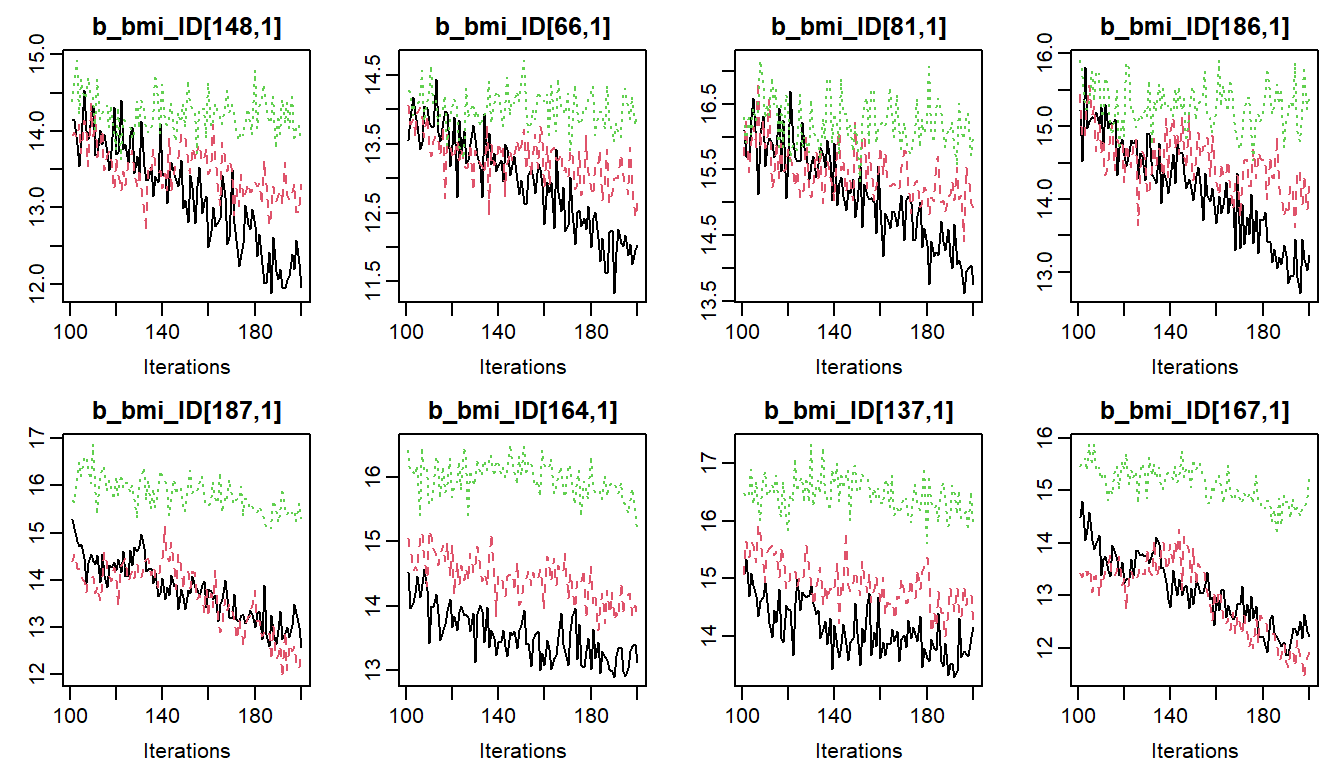 b_bmi_ID[148,1] b_bmi_ID[66,1] b_bmi_ID[81,1] b_bmi_ID[186,1]
15.0 14.0 13.0 12.0
14.5 13.5 12.5 11.5
16.5 15.5 14.5 13.5
16.0 15.0 14.0 13.0
100 140 180 100 140 180 100 140 180 100 140 180
Iterations Iterations Iterations Iterations
b_bmi_ID[187,1] b_bmi_ID[164,1] b_bmi_ID[137,1] b_bmi_ID[167,1]
17 16 15 14 13 12
16 15 14 13
17 16 15 14
16 15 14 13 12
100 140 180 100 140 180 100 140 180 100 140 180
Iterations Iterations Iterations Iterations